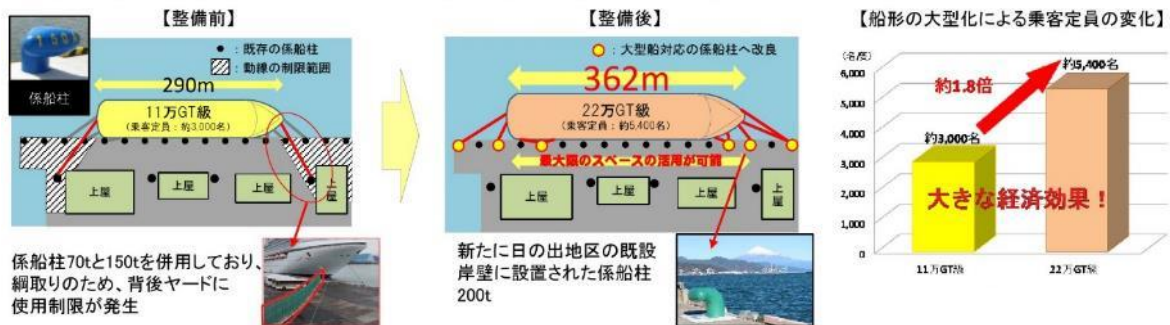 【整備前】
1500
係船柱
●：既存の係船柱
：動線の制限範囲
290m
11万GT級
（乗客定員：約3,000名）
上屋
上屋
上屋
上屋
係船柱70tと150tを併用しており、
綱取りのため、背後ヤードに
使用制限が発生
【整備後】
：大型船対応の係船柱へ改良
362m
22万GT級
（乗客定員：約5,400名）
最大限のスペースの活用が可能
上屋
上屋
上屋
上屋
新たに日の出地区の既設
岸壁に設置された係船柱
200t
【船形の大型化による乗客定員の変化】
約5,400名
6,000
5,000
4,000
3,000
2,000
1,000
0
約1.8倍
約3,000名
大きな経済効果！
11万GT級
22万GT級